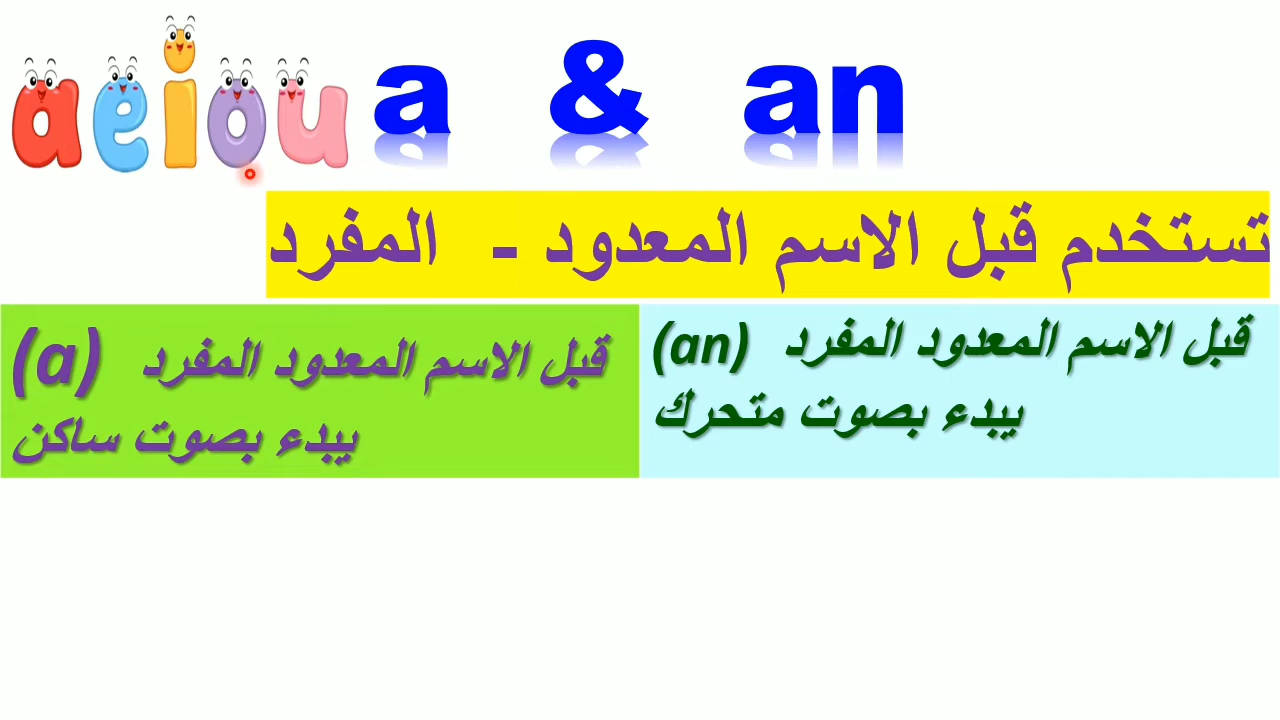 aeiou a & an
تستخدم قبل الاسم المعدود - المفرد
قبل الاسم المعدود المفرد (an)
يبدء بصوت متحرك
قبل الاسم المعدود المفرد (a)
يبدء بصوت ساكن